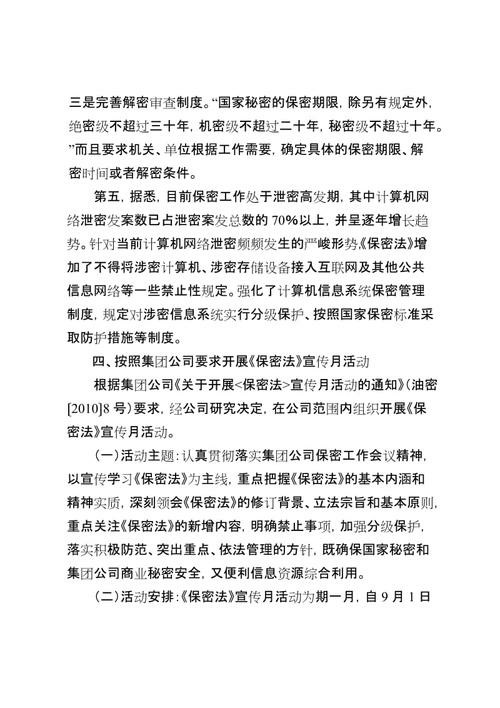 三是完善解密审查制度。“国家秘密的保密期限，除另有规定外，
绝密级不超过三十年，机密级不超过二十年，秘密级不超过十年。
”而且要求机关、单位根据工作需要，确定具体的保密期限、解
密时间或者解密条件。
第五，据悉，目前保密工作处于泄密高发期，其中计算机网
络泄密发案数已占泄密案发总数的70%以上，并呈逐年增长趋
势。针对当前计算机网络泄密频频发生的严峻形势，《保密法》增
加了不得将涉密计算机、涉密存储设备接入互联网及其他公共
信息网络等一些禁止性规定。强化了计算机信息系统保密管理
制度，规定对涉密信息系统实行分级保护、按照国家保密标准采
取防护措施等制度。
四、按照集团公司要求开展《保密法》宣传月活动
根据集团公司《关于开展<保密法>宣传月活动的通知》（油密
[2010]8号）要求，经公司研究决定，在公司范围内组织开展《保
密法》宣传月活动。
（一）活动主题：认真贯彻落实集团公司保密工作会议精神，
以宣传学习《保密法》为主线，重点把握《保密法》的基本内涵和
精神实质，深刻领会《保密法》的修订背景、立法宗旨和基本原则，
重点关注《保密法》的新增内容，明确禁止事项，加强分级保护，
落实积极防范、突出重点、依法管理的方针，既确保国家秘密和
集团公司商业秘密安全，又便利信息资源综合利用。
（二）活动安排：《保密法》宣传月活动为期一月，自9月1日